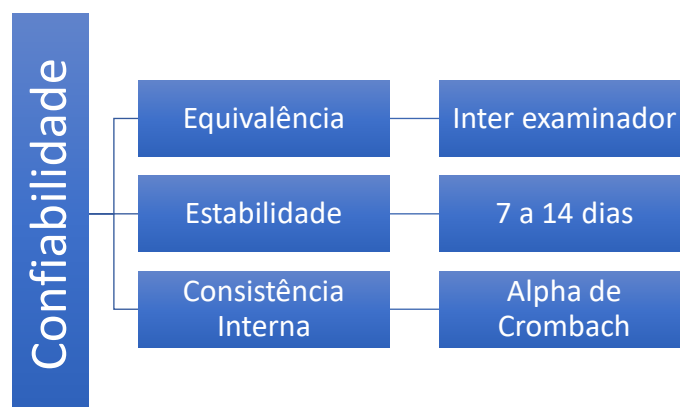 Confiabilidade
Equivalência
Inter examinador
Estabilidade
7 a 14 dias
Consistência
Interna
Alpha de
Crombach